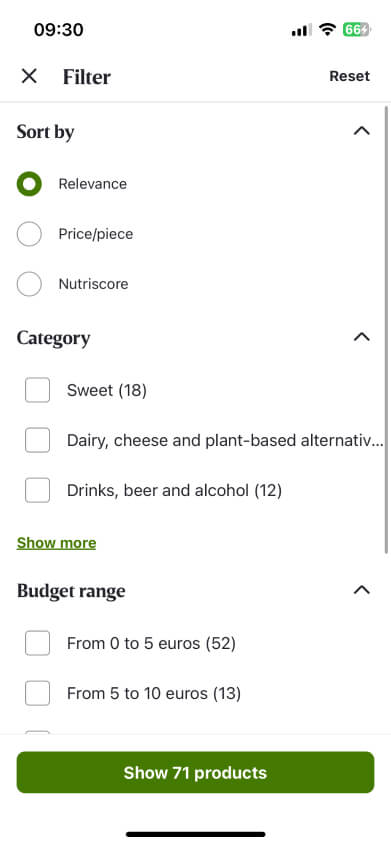 09:30
66
Filter
Reset
Sort by
Relevance
Price/piece
Nutriscore
Category
Sweet (18)
Dairy, cheese and plant-based alternativ...
Drinks, beer and alcohol (12)
Show more
Budget range
From 0 to 5 euros (52)
From 5 to 10 euros (13)
Show 71 products